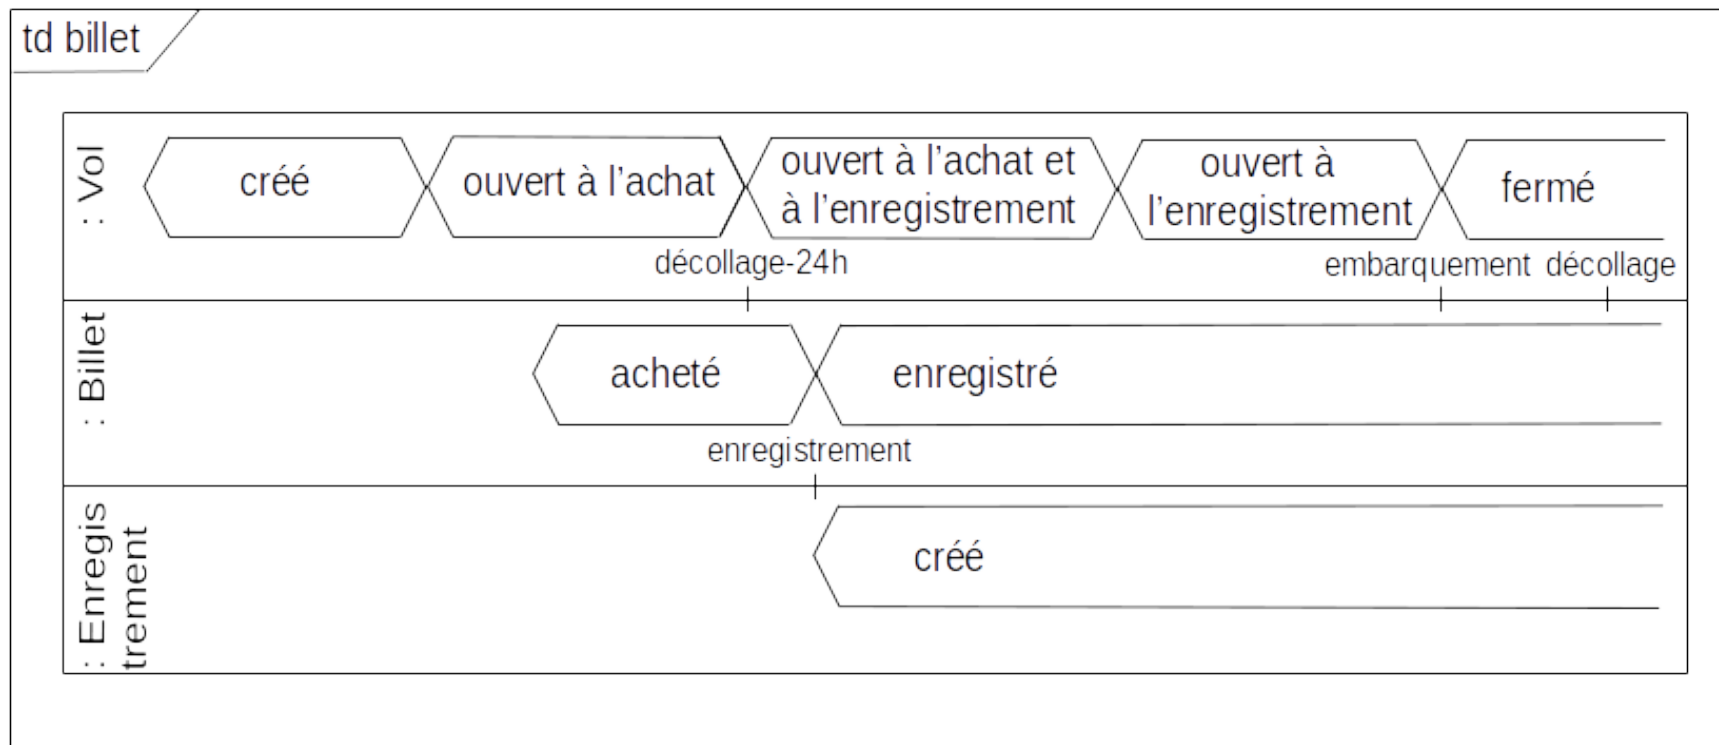 td billet
: Vol
créé
ouvert à l'achat
ouvert à l'achat et
à l'enregistrement
ouvert à
l'enregistrement
fermé
décollage-24h
embarquement
décollage
: Billet
acheté
enregistré
enregistrement
: Enregis
trement
créé